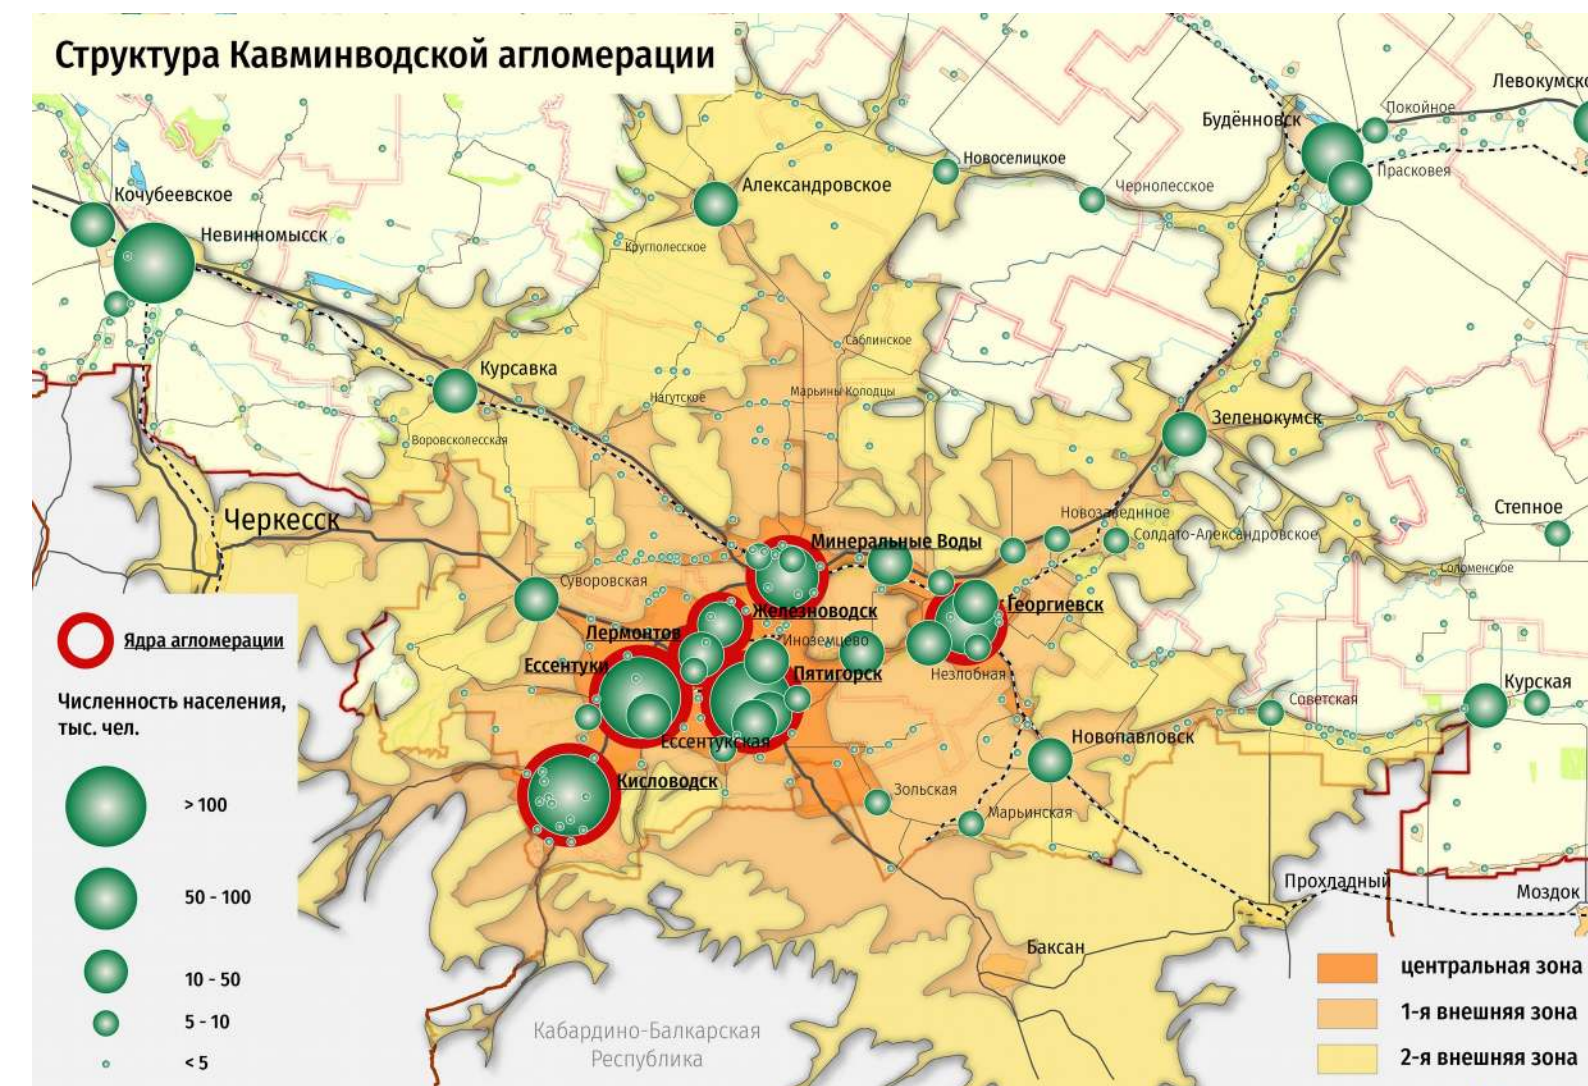 Структура Кавминводской агломерации
Левокумско
Покойное
Будённовск
Прасковея
Новоселицкое
Чернолесское
Александровское
Кочубеевское
Невинномысск
Круглолесское
Саблинское
Курсавка
Нагутское
Марьины Колодцы
Воровсколесская
Зеленокумск
Степное
Черкесск
Новозаведнное
Солдато-Александровское
Минеральные Воды
Соломенское
Суворовская
Железноводск
Георгиевск
Лермонтов
Иноземцево
Ессентуки
Пятигорск
Незлобная
Советская
Курская
Ессентукская
Новопавловск
Кисловодск
Зольская
Марьинская
Прохладный
Моздок
Баксан
Кабардино-Балкарская
Республика
Ядра агломерации
Численность населения,
тыс. чел.
> 100
50 - 100
10 - 50
5 - 10
< 5
центральная зона
1-я внешняя зона
2-я внешняя зона